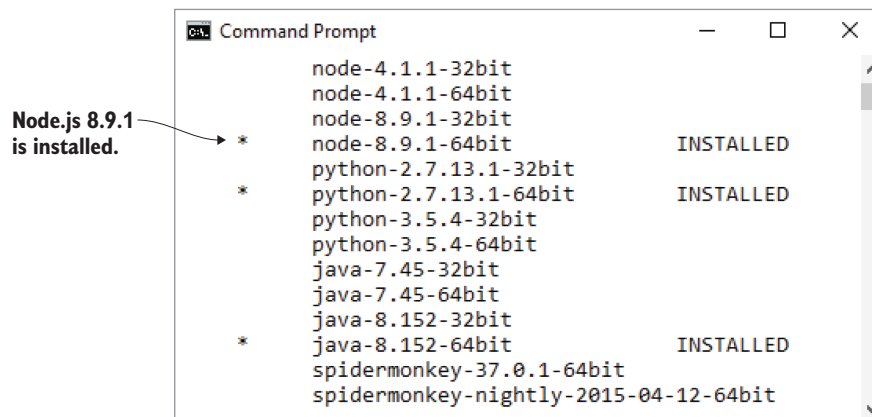 Command Prompt
node-4.1.1-32bit
node-4.1.1-64bit
node-8.9.1-32bit
Node.js 8.9.1
is installed.
* node-8.9.1-64bit INSTALLED
python-2.7.13.1-32bit
* python-2.7.13.1-64bit INSTALLED
python-3.5.4-32bit
python-3.5.4-64bit
java-7.45-32bit
java-7.45-64bit
java-8.152-32bit
* java-8.152-64bit INSTALLED
spidermonkey-37.0.1-64bit
spidermonkey-nightly-2015-04-12-64bit